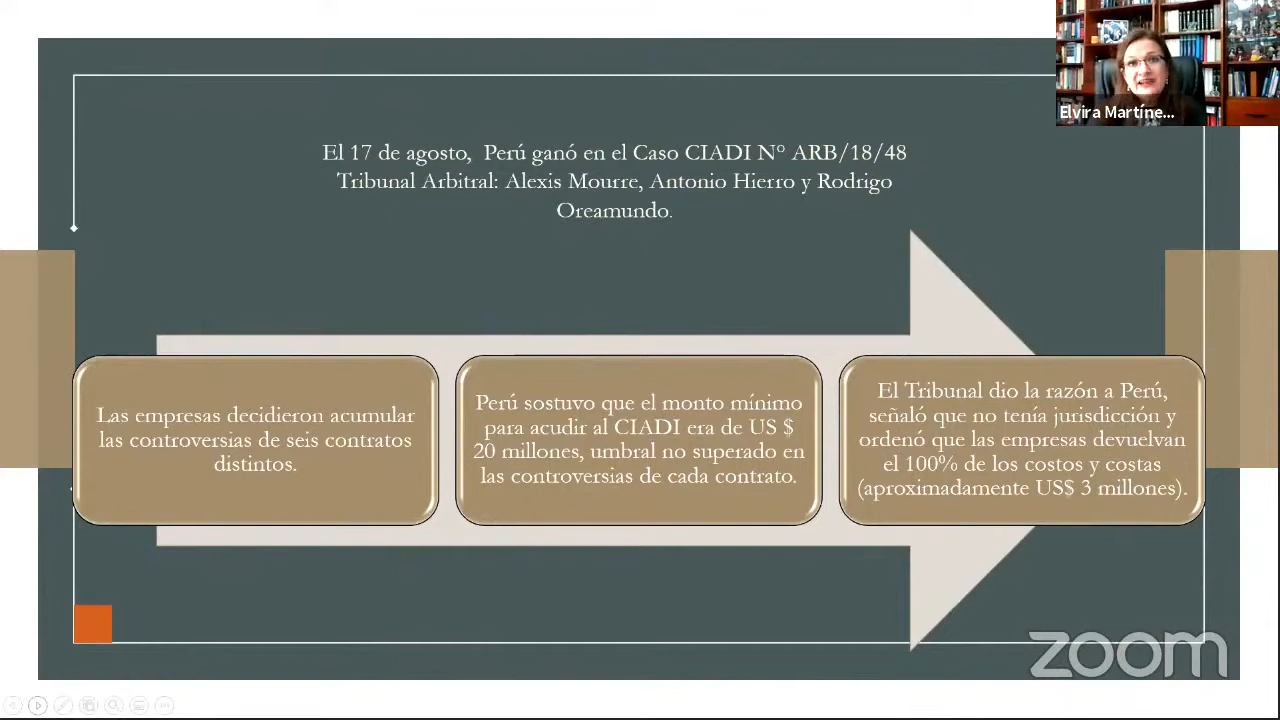 Elvira Martíne...
El 17 de agosto, Perú ganó en el Caso CIADI Nº ARB/18/48
Tribunal Arbitral: Alexis Mourre, Antonio Hierro y Rodrigo
Oreamundo.
Las empresas decidieron acumular
las controversias de seis contratos
distintos.
Perú sostuvo que el monto mínimo
para acudir al CIADI era de US $
20 millones, umbral no superado en
las controversias de cada contrato.
El Tribunal dio la razón a Perú,
señaló que no tenía jurisdicción y
ordenó que las empresas devuelvan
el 100% de los costos y costas
(aproximadamente US$ 3 millones).
zoom